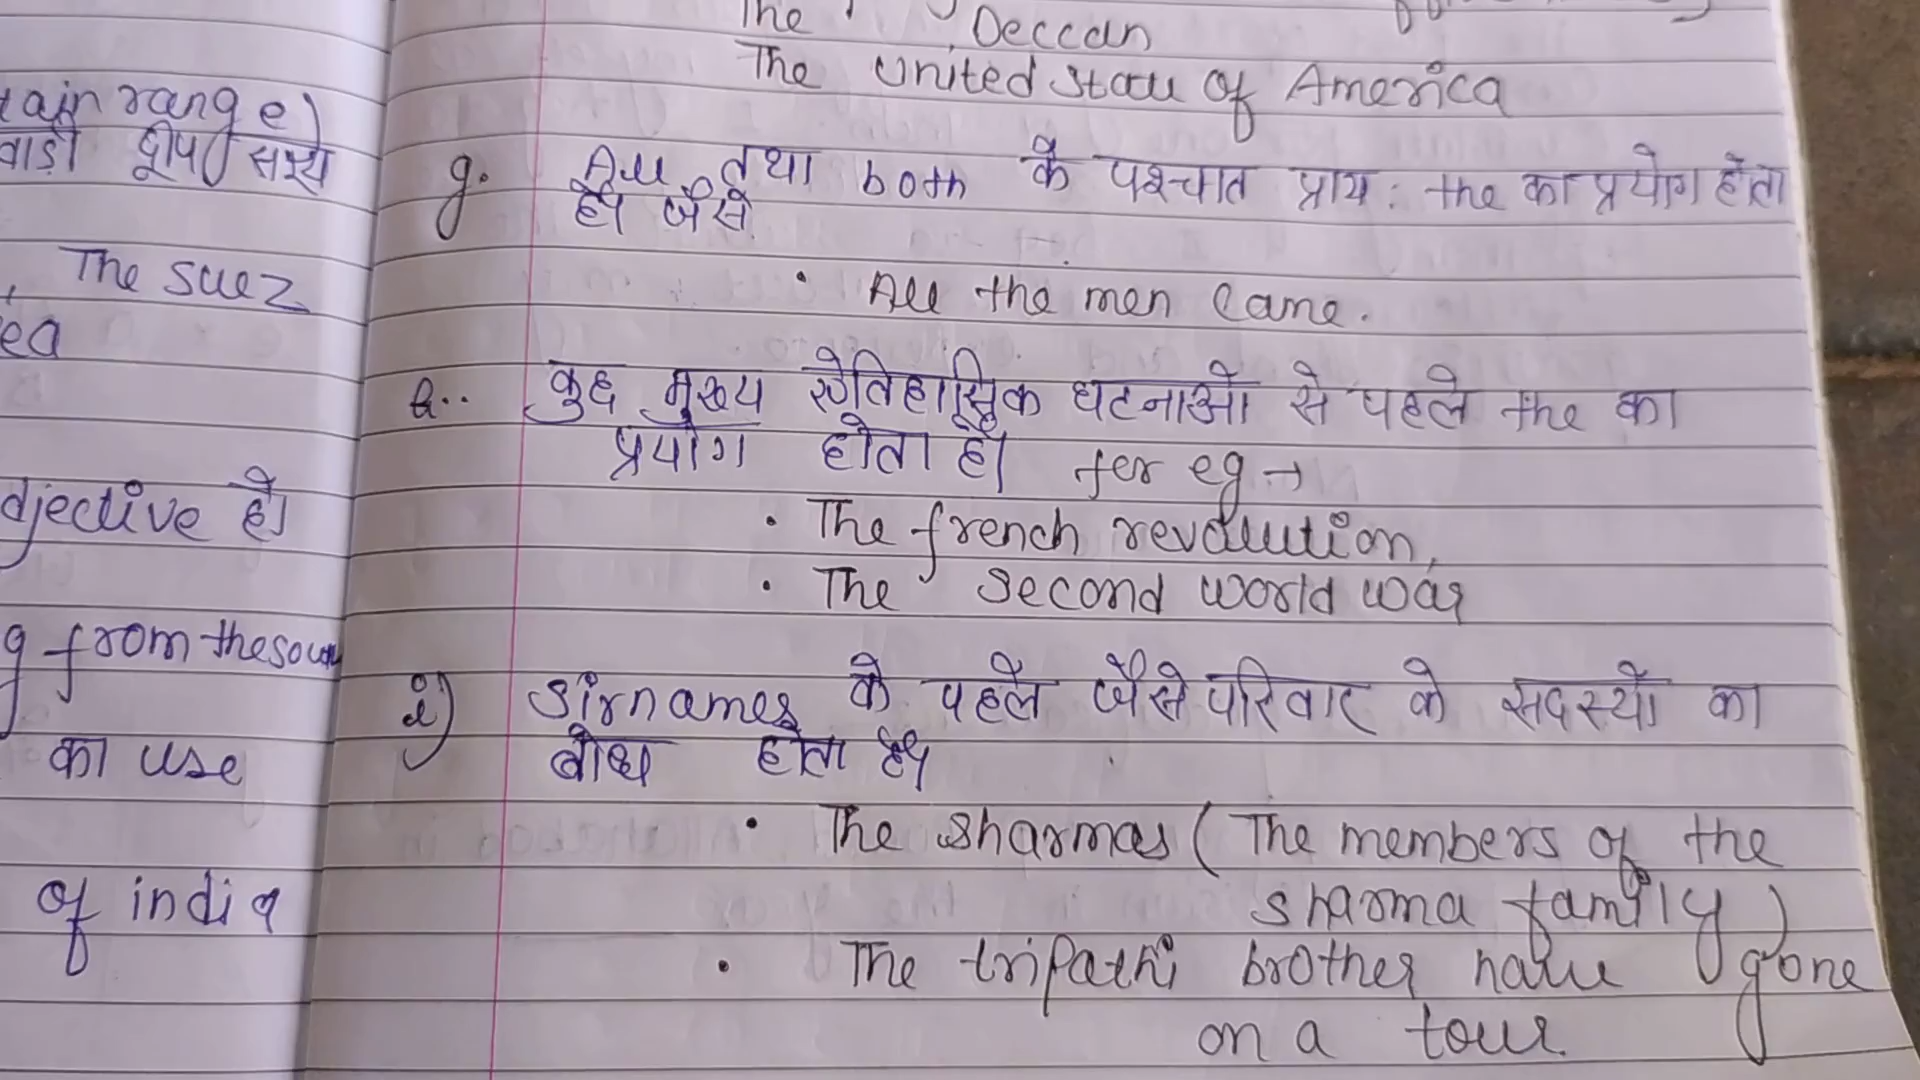 tain range)
वाडी द्वीप
The Suez
ea
djective है।
g from the soun
का use
of india
The Deccan
The United State of America
g. All तथा both के पश्चात प्राय: the का प्रयोग होता
है। जैसे
• All the men came.
h.. कुछ मुख्य ऐतिहासिक घटनाओ से पहले the का
प्रयोग होता है। for eg →
• The french revolution,
• The second world war
i) Sirnames के पहले जैसे परिवार के सदस्यो का
बोध होता है।
• The Sharmas (The members of the
sharma family)
• The tripathi brother have gone
on a tour.